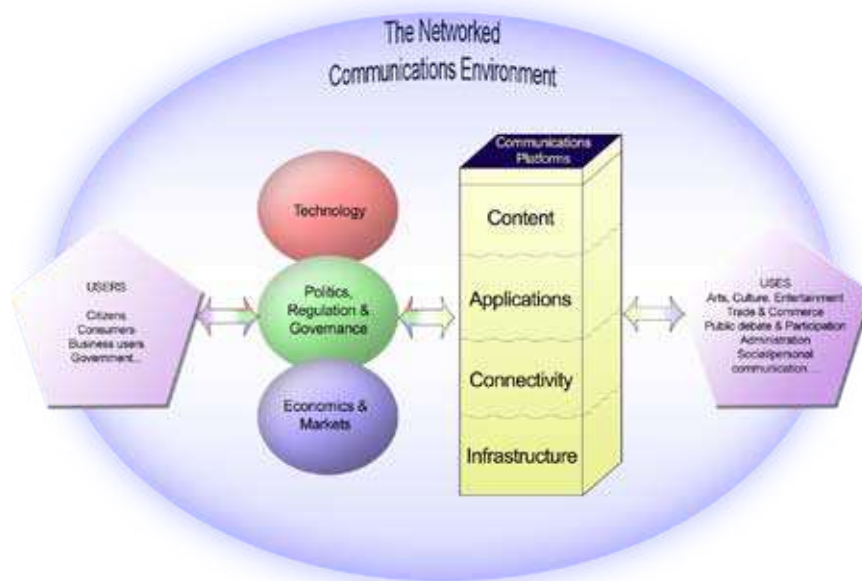 The Networked
Communications Environment
Communications
Platforms
Technology
Content
USERS
Citizens
Consumers
Business users
Government...
Politics,
Regulation &
Governance
Applications
USES
Arts, Culture, Entertainment
Trade & Commerce
Public debate & Participation
Administration
Social/personal
communication....
Connectivity
Economics &
Markets
Infrastructure